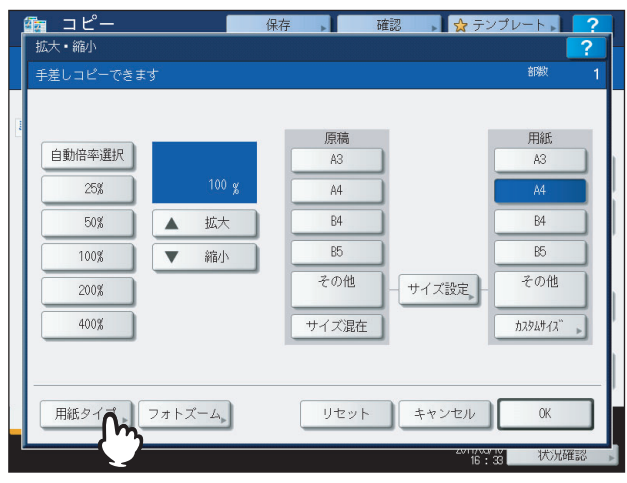 コピー 保存 確認 テンプレート ?
拡大・縮小 ?
手差しコピーできます 部数 1
原稿 用紙
自動倍率選択 A3 A3
25% 100 % A4 A4
50% 拡大 B4 B4
100% 縮小 B5 B5
200% その他 サイズ設定 その他
400% サイズ混在 カスタムサイズ
用紙タイプ フォトズーム リセット キャンセル OK
16:33 状況確認